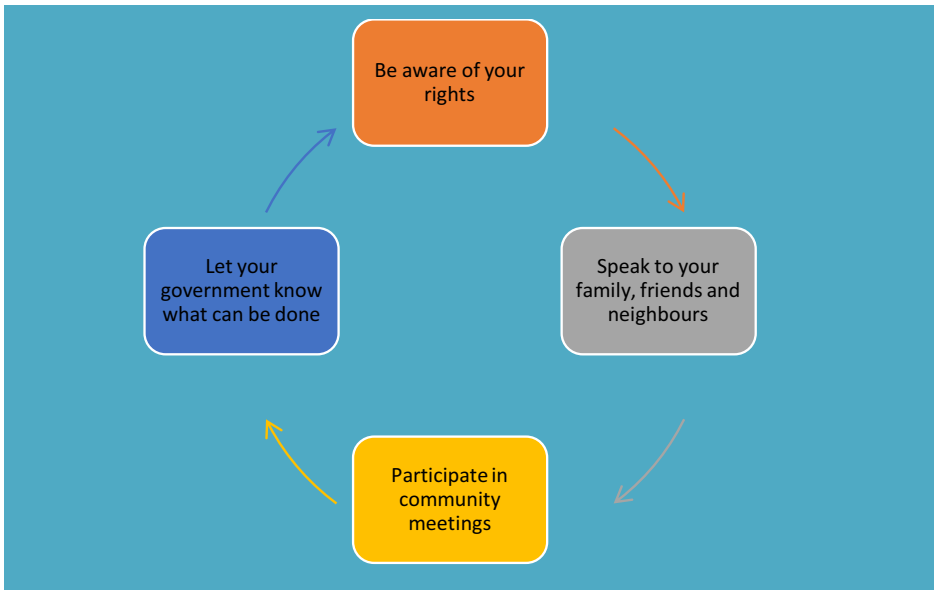 Be aware of your
rights
Speak to your
family, friends and
neighbours
Participate in
community
meetings
Let your
government know
what can be done